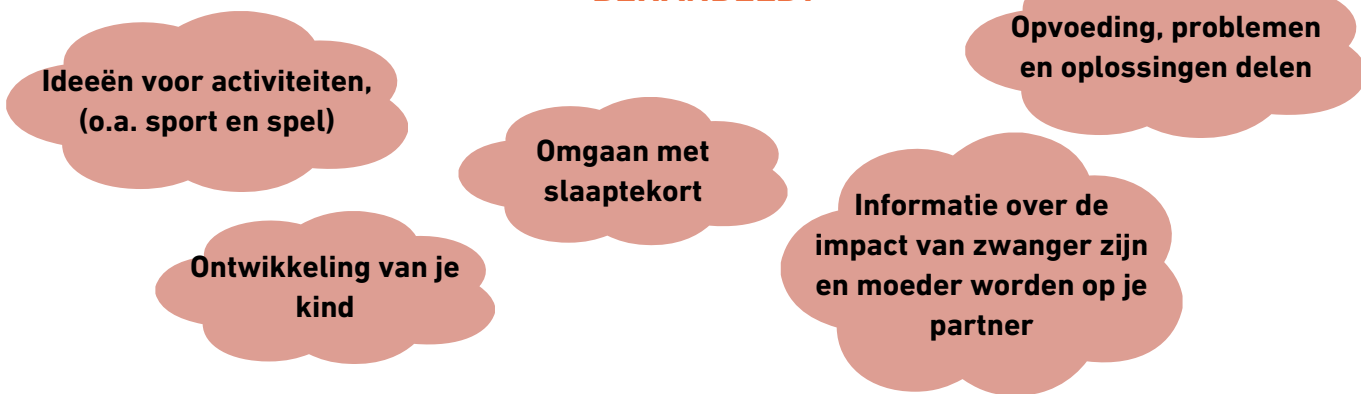 Opvoeding, problemen
en oplossingen delen
Ideeën voor activiteiten,
(o.a. sport en spel)
Omgaan met
slaaptekort
Informatie over de
impact van zwanger zijn
en moeder worden op je
partner
Ontwikkeling van je
kind